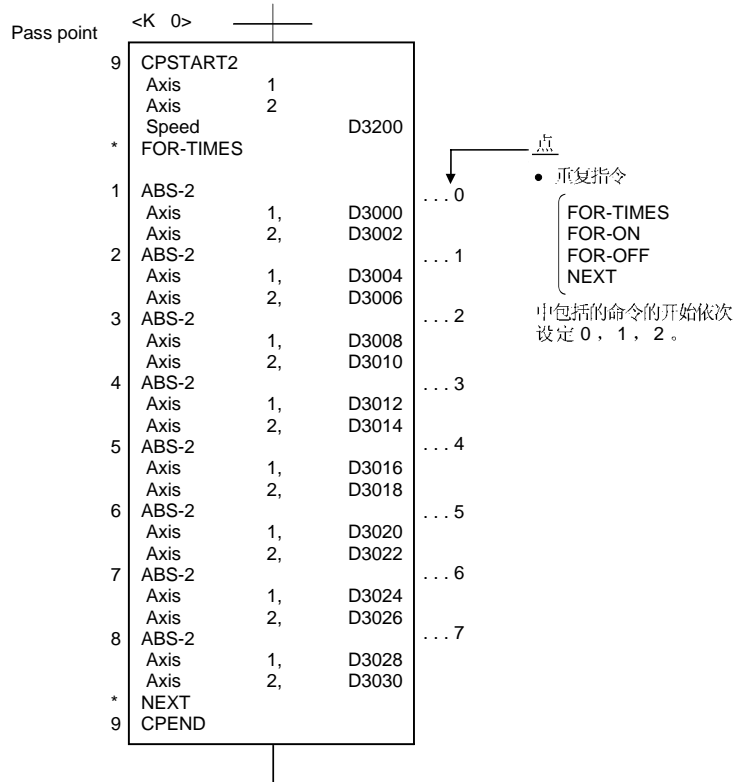 <K 0>
Pass point
9 CPSTART2
Axis 1
Axis 2
Speed D3200
* FOR-TIMES
1 ABS-2 ...0
Axis 1, D3000
Axis 2, D3002
2 ABS-2 ...1
Axis 1, D3004
Axis 2, D3006
3 ABS-2 ...2
Axis 1, D3008
Axis 2, D3010
4 ABS-2 ...3
Axis 1, D3012
Axis 2, D3014
5 ABS-2 ...4
Axis 1, D3016
Axis 2, D3018
6 ABS-2 ...5
Axis 1, D3020
Axis 2, D3022
7 ABS-2 ...6
Axis 1, D3024
Axis 2, D3026
8 ABS-2 ...7
Axis 1, D3028
Axis 2, D3030
* NEXT
9 CPEND
点
● 重复指令
FOR-TIMES
FOR-ON
FOR-OFF
NEXT
中包括的命令的开始依次
设定 0，1，2。